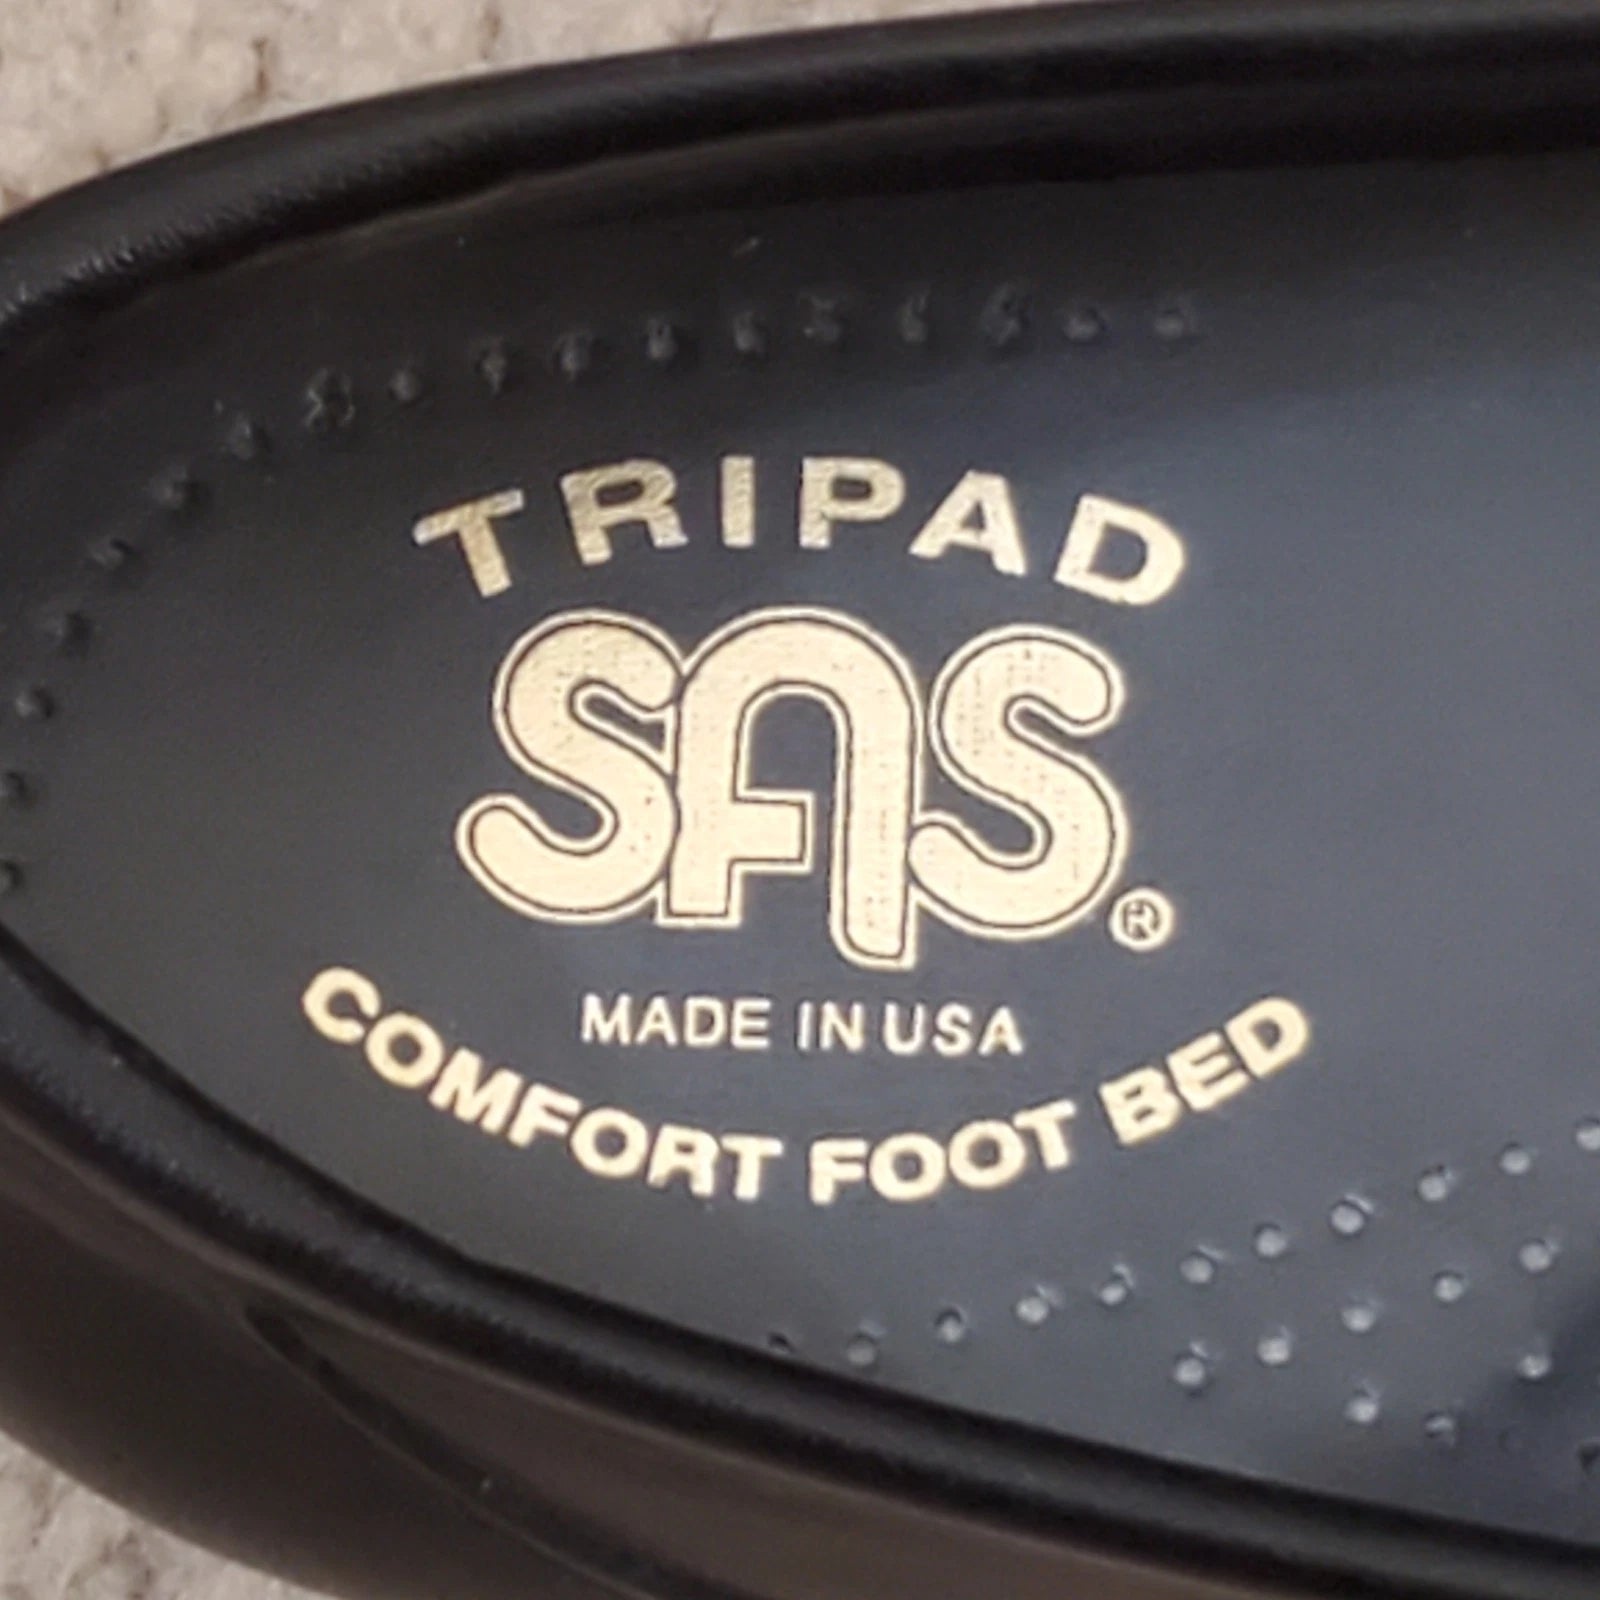 TRIPAD
SAS®
MADE IN USA
COMFORT FOOT BED